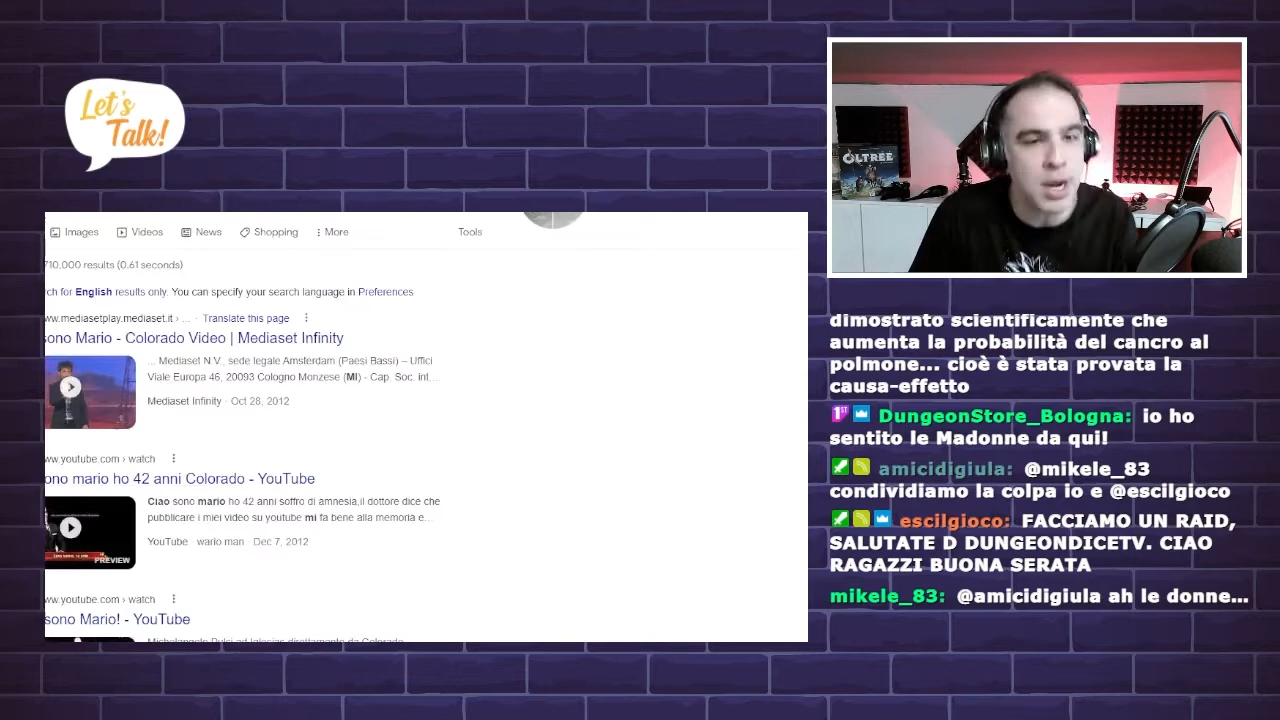 Let's
Talk!
Images Videos News Shopping More Tools
710,000 results (0.61 seconds)
ch for English results only. You can specify your search language in Preferences
ww.mediasetplay.mediaset.it › ... · Translate this page
sono Mario - Colorado Video | Mediaset Infinity
... Mediaset N.V., sede legale Amsterdam (Paesi Bassi) – Uffici
Viale Europa 46, 20093 Cologno Monzese (MI) - Cap. Soc. int...
Mediaset Infinity · Oct 28, 2012
ww.youtube.com › watch
ono mario ho 42 anni Colorado - YouTube
Ciao sono mario ho 42 anni soffro di amnesia,il dottore dice che
pubblicare i miei video su youtube mi fa bene alla memoria e...
YouTube · wario man · Dec 7, 2012
PREVIEW
ww.youtube.com › watch
sono Mario! - YouTube
OLTRÉE
dimostrato scientificamente che
aumenta la probabilità del cancro al
polmone... cioè è stata provata la
causa-effetto
1ST DungeonStore_Bologna: io ho
sentito le Madonne da qui!
amicidigiula: @mikele_83
condividiamo la colpa io e @escilgioco
escilgioco: FACCIAMO UN RAID,
SALUTATE D DUNGEONDICETV. CIAO
RAGAZZI BUONA SERATA
mikele_83: @amicidigiula ah le donne...